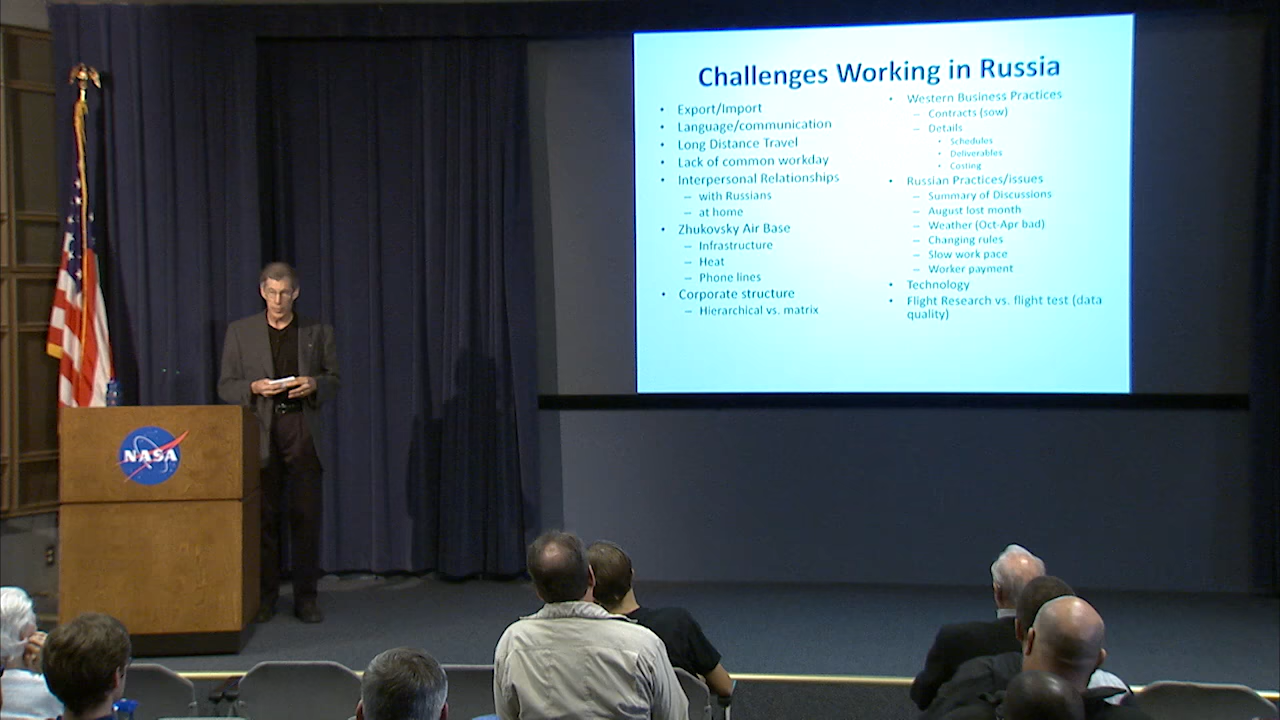 Challenges Working in Russia
• Export/Import
• Language/communication
• Long Distance Travel
• Lack of common workday
• Interpersonal Relationships
– with Russians
– at home
• Zhukovsky Air Base
– Infrastructure
– Heat
– Phone lines
• Corporate structure
– Hierarchical vs. matrix
• Western Business Practices
– Contracts (sow)
– Details
• Schedules
• Deliverables
• Costing
• Russian Practices/issues
– Summary of Discussions
– August lost month
– Weather (Oct-Apr bad)
– Changing rules
– Slow work pace
– Worker payment
• Technology
• Flight Research vs. flight test (data
quality)
NASA